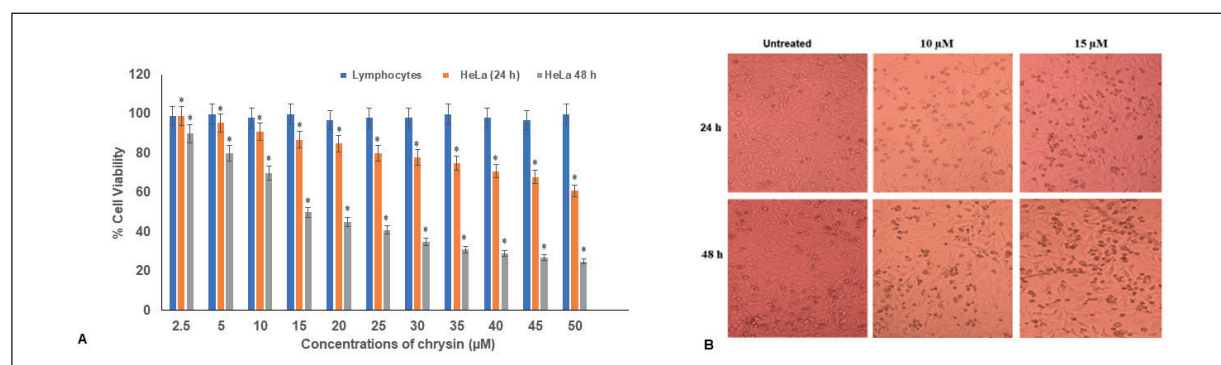 120
100
80
60
40
20
0
% Cell Viability
Lymphocytes HeLa (24 h) HeLa 48 h
* * * * * * * * * * * * * * * * * * * * * *
2.5 5 10 15 20 25 30 35 40 45 50
Concentrations of chrysin (µM)
A
Untreated 10 µM 15 µM
24 h
48 h
B